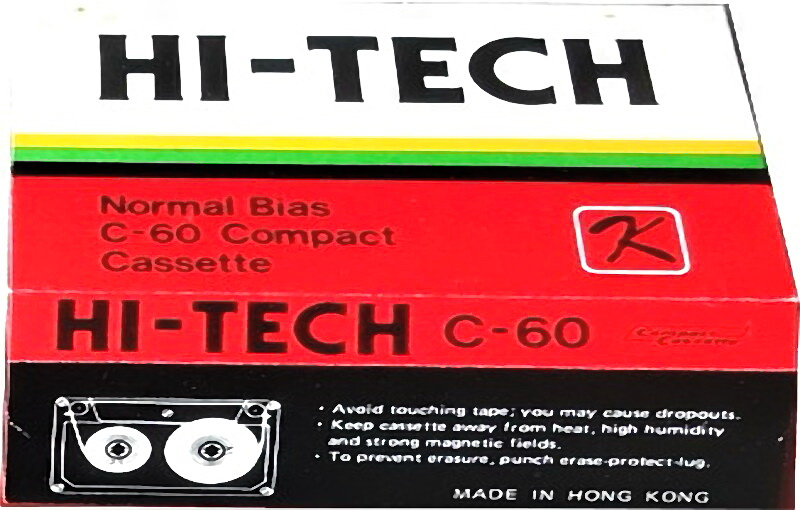 HI-TECH
Normal Bias
C-60 Compact
Cassette
K
HI-TECH C-60 Compact Cassette
• Avoid touching tape; you may cause dropouts.
• Keep cassette away from heat, high humidity
and strong magnetic fields.
• To prevent erasure, punch erase-protect-lug.
MADE IN HONG KONG